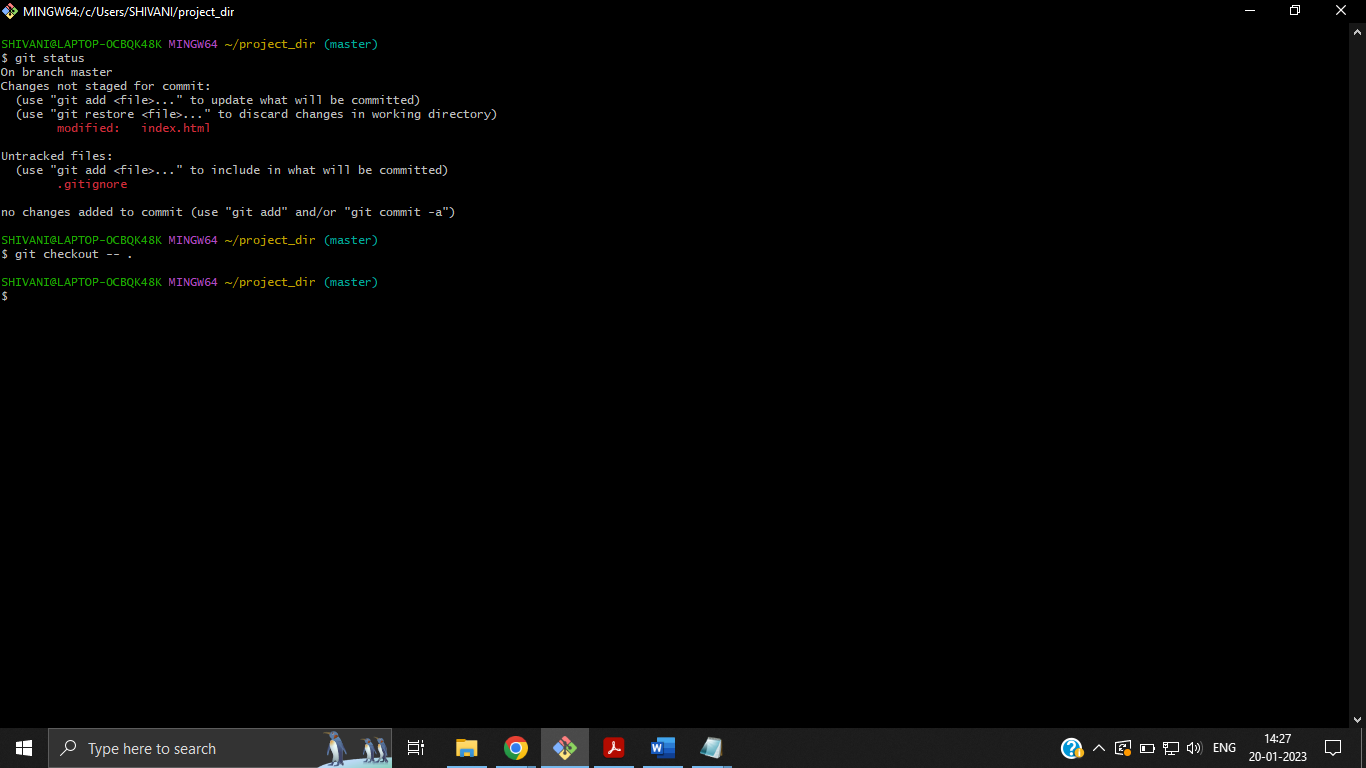 MINGW64:/c/Users/SHIVANI/project_dir
SHIVANI@LAPTOP-OCBQK48K MINGW64 ~/project_dir (master)
$ git status
On branch master
Changes not staged for commit:
  (use "git add <file>..." to update what will be committed)
  (use "git restore <file>..." to discard changes in working directory)
        modified:   index.html

Untracked files:
  (use "git add <file>..." to include in what will be committed)
        .gitignore

no changes added to commit (use "git add" and/or "git commit -a")

SHIVANI@LAPTOP-OCBQK48K MINGW64 ~/project_dir (master)
$ git checkout -- .

SHIVANI@LAPTOP-OCBQK48K MINGW64 ~/project_dir (master)
$
Type here to search
ENG
14:27
20-01-2023